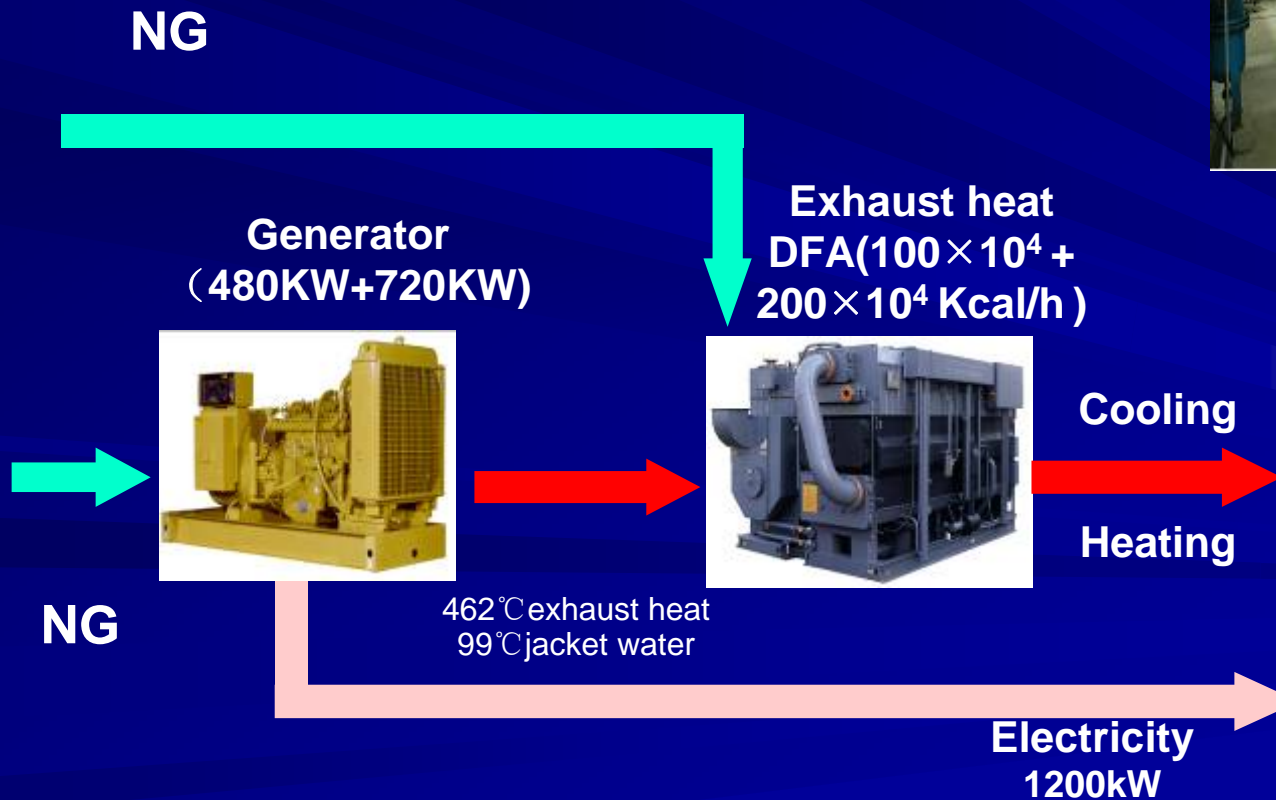 NG
Generator
（480KW+720KW)
Exhaust heat
DFA(100×10⁴ +
200×10⁴ Kcal/h )
Cooling
Heating
462℃exhaust heat
99℃jacket water
NG
Electricity
1200kW